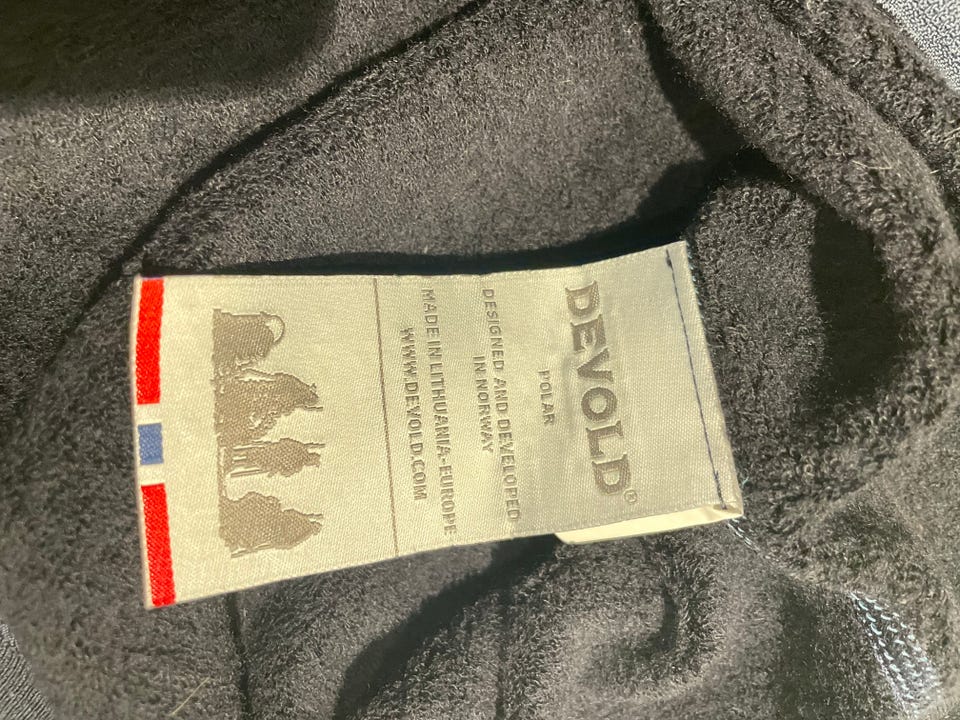 DEVOLD®
POLAR
DESIGNED AND DEVELOPED
IN NORWAY
MADE IN LITHUANIA-EUROPE
WWW.DEVOLD.COM